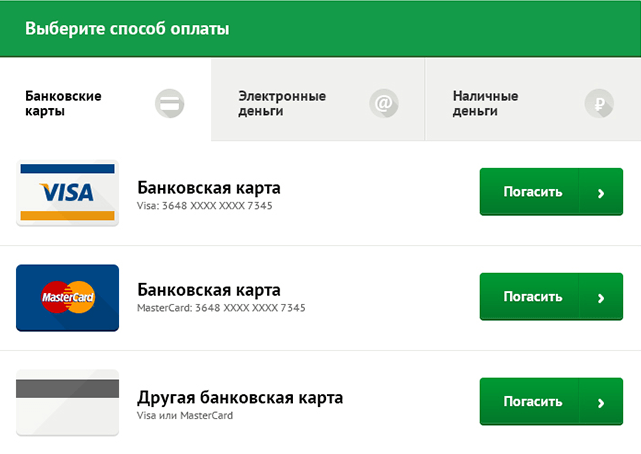 Выберите способ оплаты
Банковские
карты
Электронные
деньги
@
Наличные
деньги
₽
VISA
Банковская карта
Visa: 3648 XXXX XXXX 7345
Погасить
MasterCard
Банковская карта
MasterCard: 3648 XXXX XXXX 7345
Погасить
Другая банковская карта
Visa или MasterCard
Погасить